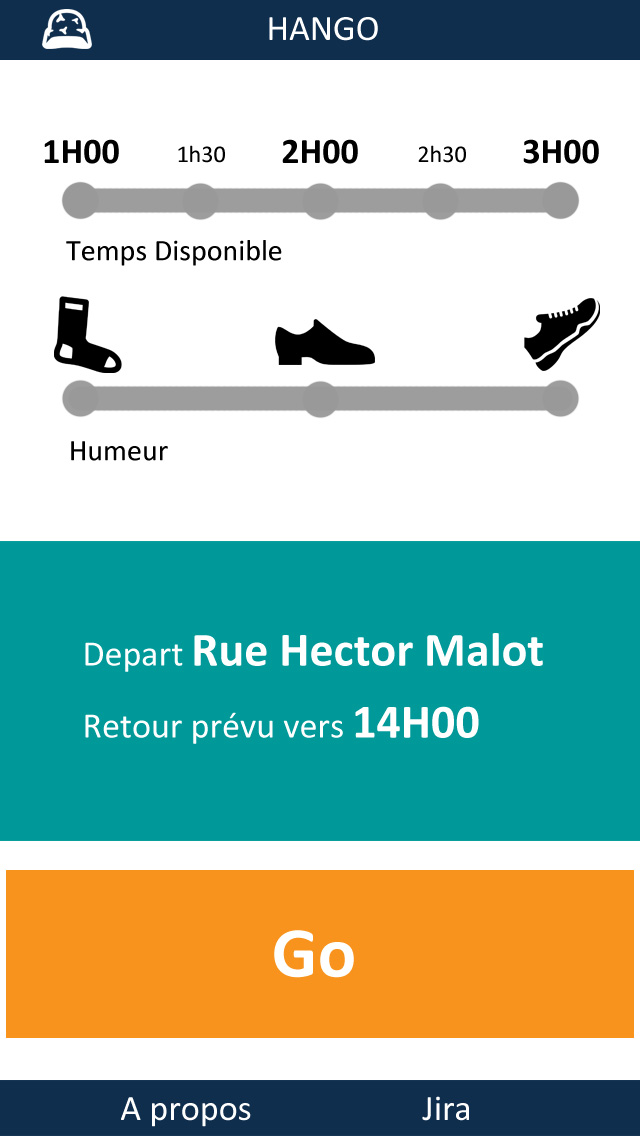 HANGO
1H00 1h30 2H00 2h30 3H00
Temps Disponible
Humeur
Depart Rue Hector Malot
Retour prévu vers 14H00
Go
A propos Jira